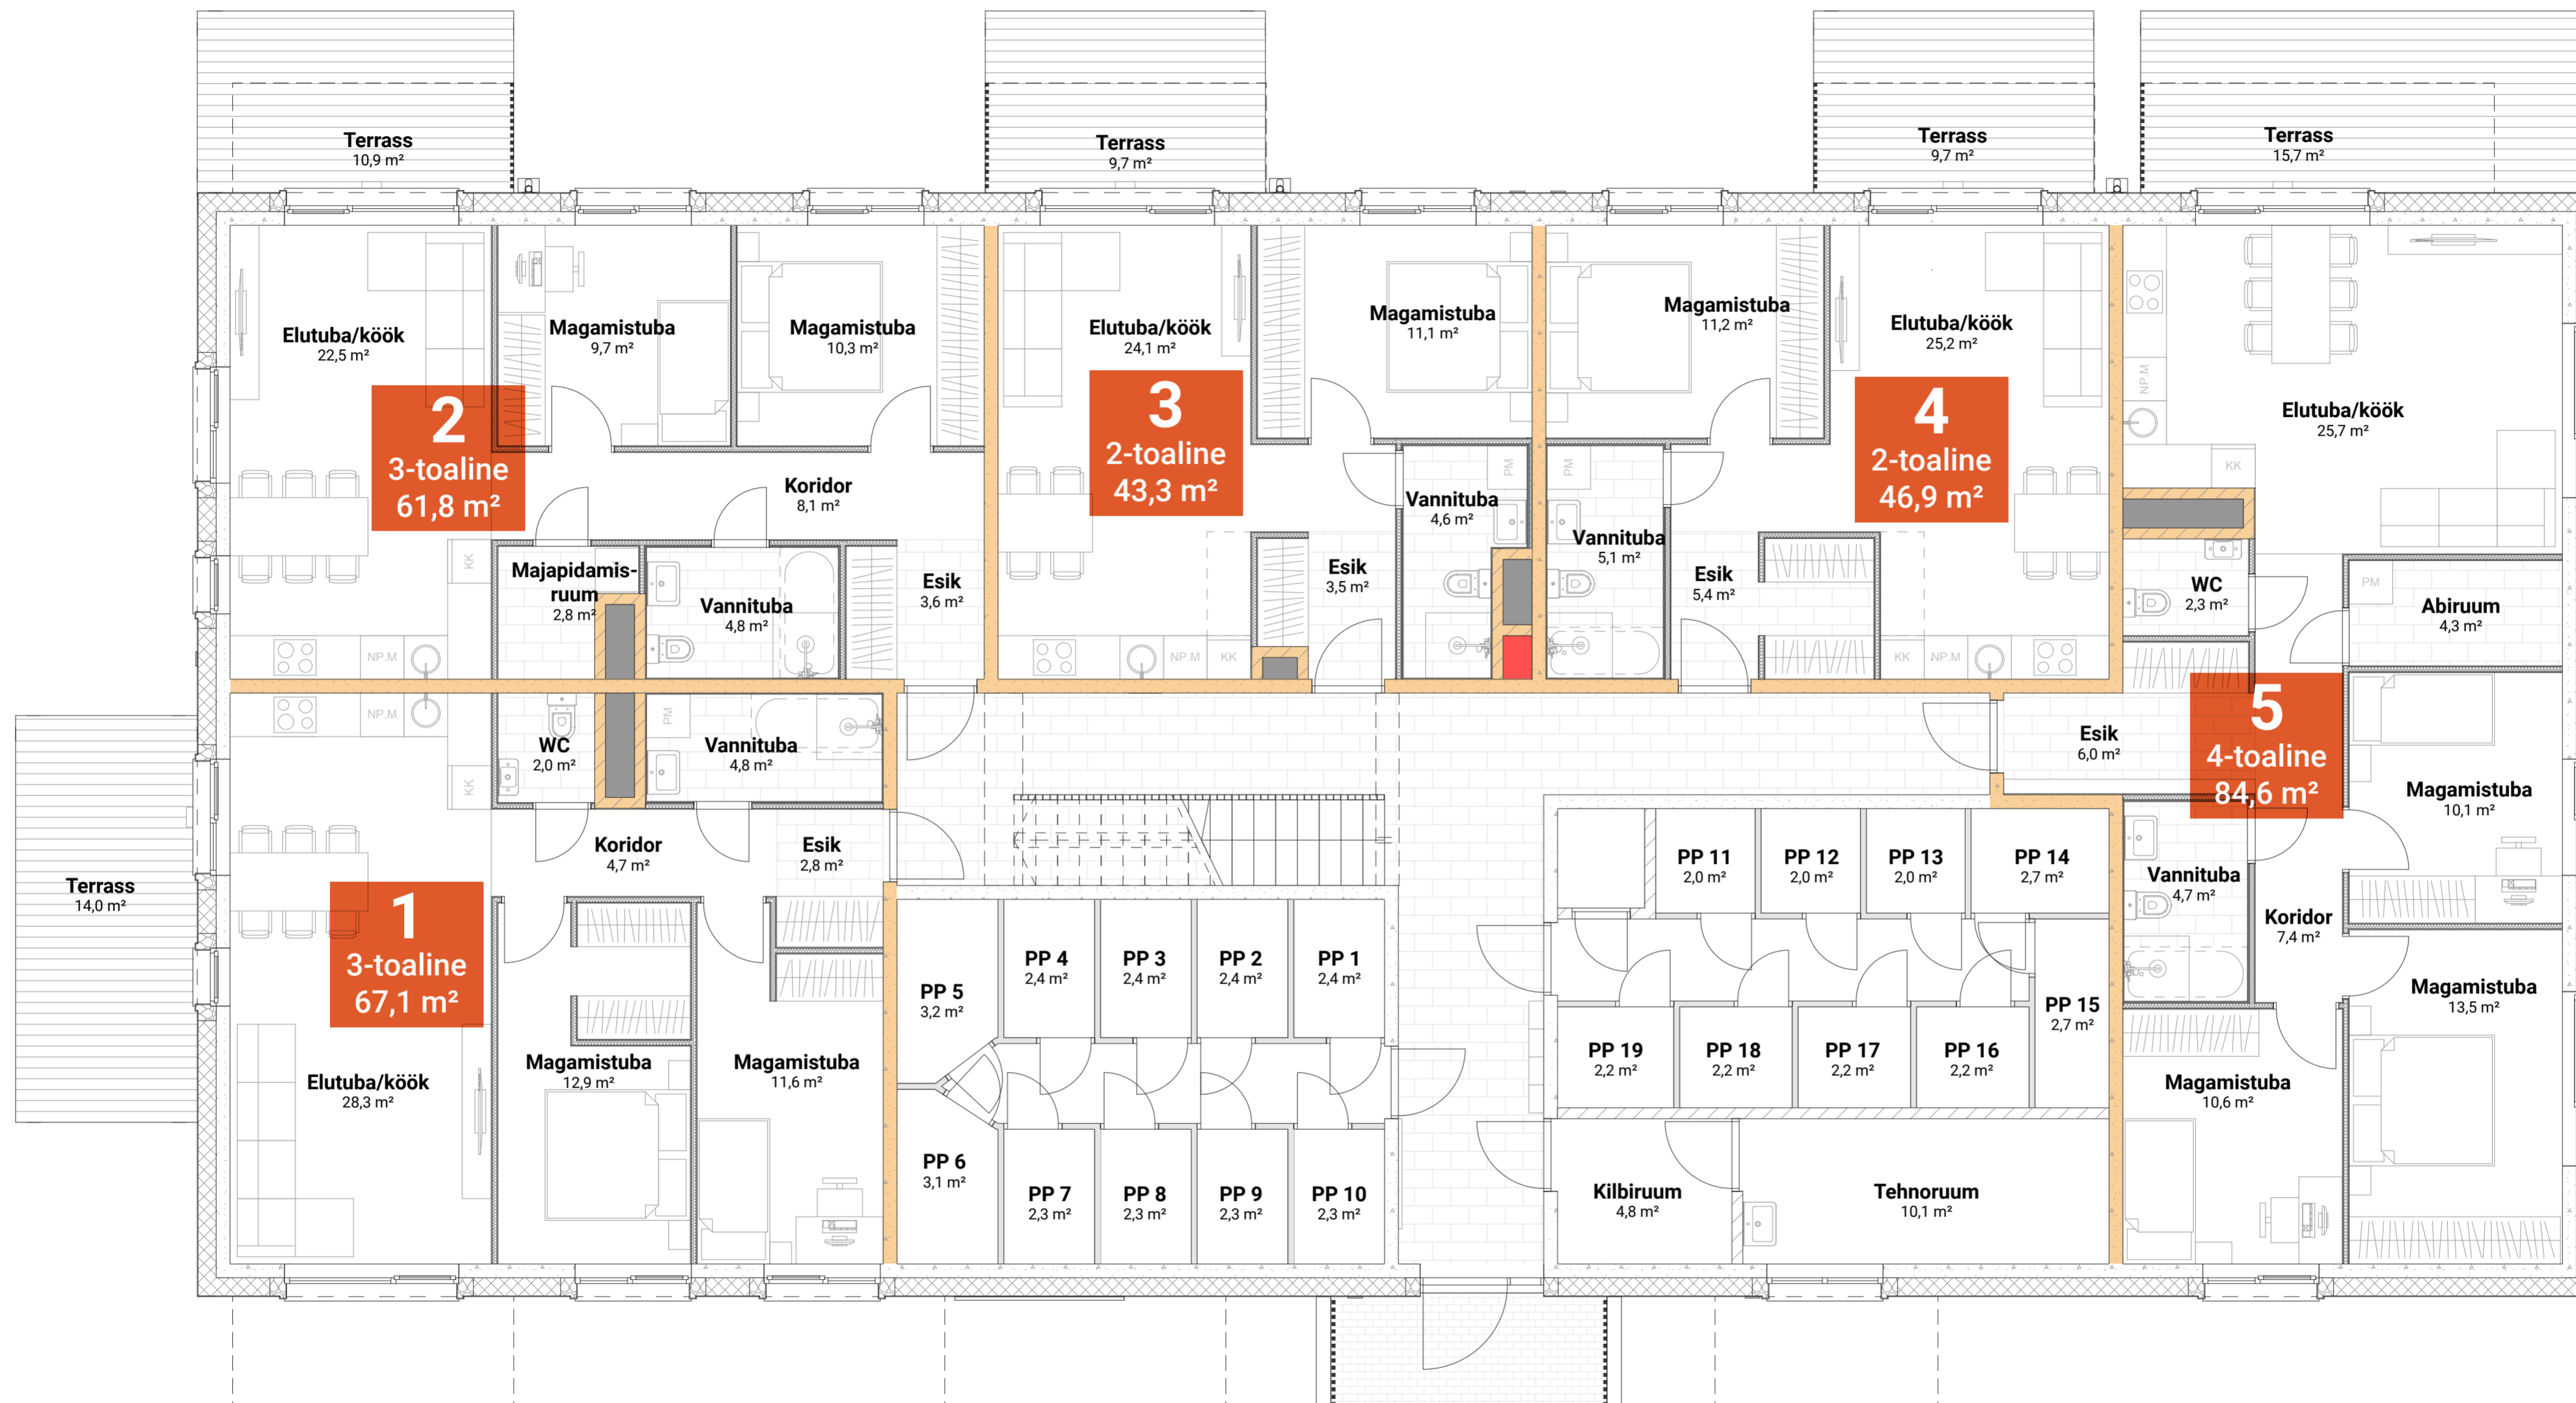 Terrass
10,9 m²
Terrass
9,7 m²
Terrass
9,7 m²
Terrass
15,7 m²
Elutuba/köök
22,5 m²
Magamistuba
9,7 m²
Magamistuba
10,3 m²
2
3-toaline
61,8 m²
Koridor
8,1 m²
Majapidamis-
ruum
2,8 m²
Vannituba
4,8 m²
Esik
3,6 m²
KK
NP.M
Elutuba/köök
24,1 m²
Magamistuba
11,1 m²
3
2-toaline
43,3 m²
Vannituba
4,6 m²
PM
Esik
3,5 m²
NP.M
KK
Magamistuba
11,2 m²
Elutuba/köök
25,2 m²
4
2-toaline
46,9 m²
PM
Vannituba
5,1 m²
Esik
5,4 m²
KK
NP.M
Elutuba/köök
25,7 m²
NP.M
KK
WC
2,3 m²
PM
Abiruum
4,3 m²
Esik
6,0 m²
5
4-toaline
84,6 m²
Magamistuba
10,1 m²
Vannituba
4,7 m²
Koridor
7,4 m²
Magamistuba
13,5 m²
Magamistuba
10,6 m²
NP.M
KK
WC
2,0 m²
PM
Vannituba
4,8 m²
Koridor
4,7 m²
Esik
2,8 m²
Terrass
14,0 m²
1
3-toaline
67,1 m²
Elutuba/köök
28,3 m²
Magamistuba
12,9 m²
Magamistuba
11,6 m²
PP 5
3,2 m²
PP 4
2,4 m²
PP 3
2,4 m²
PP 2
2,4 m²
PP 1
2,4 m²
PP 6
3,1 m²
PP 7
2,3 m²
PP 8
2,3 m²
PP 9
2,3 m²
PP 10
2,3 m²
PP 11
2,0 m²
PP 12
2,0 m²
PP 13
2,0 m²
PP 14
2,7 m²
PP 15
2,7 m²
PP 19
2,2 m²
PP 18
2,2 m²
PP 17
2,2 m²
PP 16
2,2 m²
Kilbiruum
4,8 m²
Tehnoruum
10,1 m²